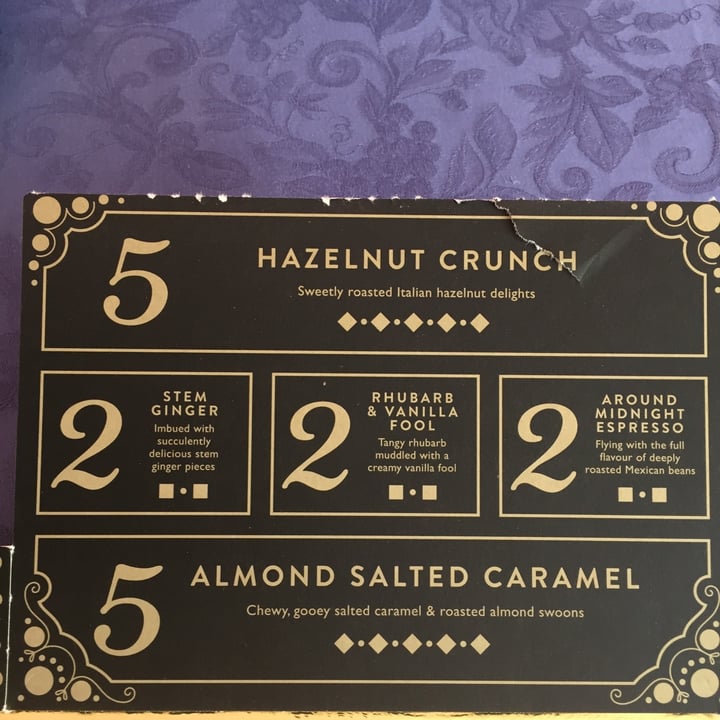 5
HAZELNUT CRUNCH
Sweetly roasted Italian hazelnut delights
2
STEM
GINGER
Imbued with
succulently
delicious stem
ginger pieces
2
RHUBARB
& VANILLA
FOOL
Tangy rhubarb
muddled with a
creamy vanilla fool
2
AROUND
MIDNIGHT
ESPRESSO
Flying with the full
flavour of deeply
roasted Mexican beans
5
ALMOND SALTED CARAMEL
Chewy, gooey salted caramel & roasted almond swoons